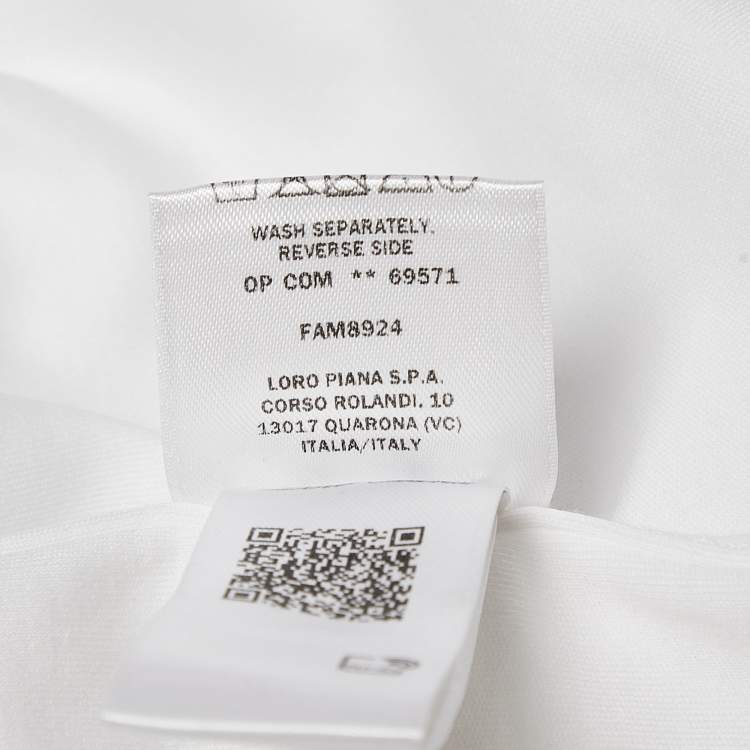 WASH SEPARATELY.
REVERSE SIDE
OP COM ** 69571
FAM8924
LORO PIANA S.P.A.
CORSO ROLANDI, 10
13017 QUARONA (VC)
ITALIA/ITALY